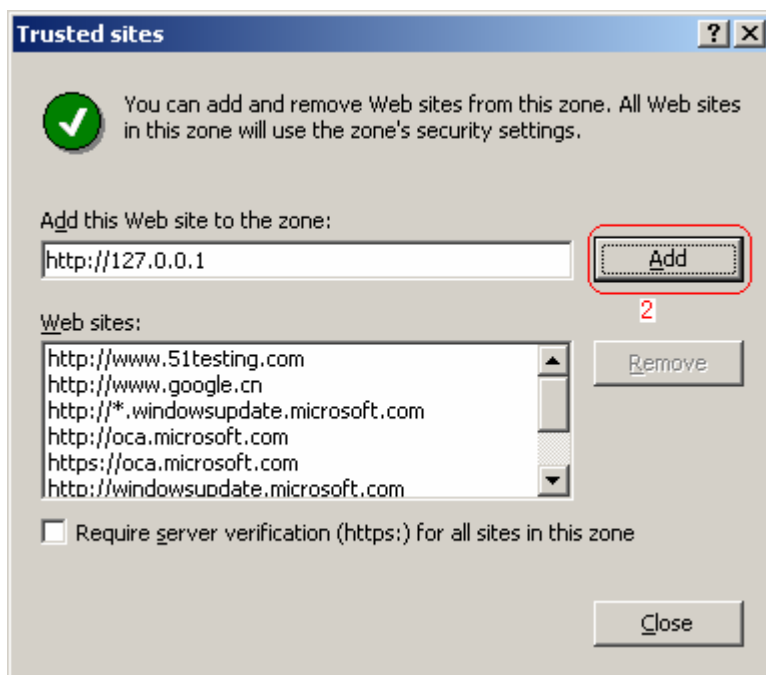 Trusted sites
You can add and remove Web sites from this zone. All Web sites
in this zone will use the zone's security settings.
Add this Web site to the zone:
http://127.0.0.1
Add
2
Web sites:
http://www.51testing.com
http://www.google.cn
http://*.windowsupdate.microsoft.com
http://oca.microsoft.com
https://oca.microsoft.com
http://windowsupdate.microsoft.com
Remove
Require server verification (https:) for all sites in this zone
Close